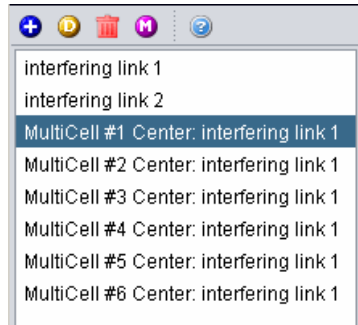 D M ?
interfering link 1
interfering link 2
MultiCell #1 Center: interfering link 1
MultiCell #2 Center: interfering link 1
MultiCell #3 Center: interfering link 1
MultiCell #4 Center: interfering link 1
MultiCell #5 Center: interfering link 1
MultiCell #6 Center: interfering link 1